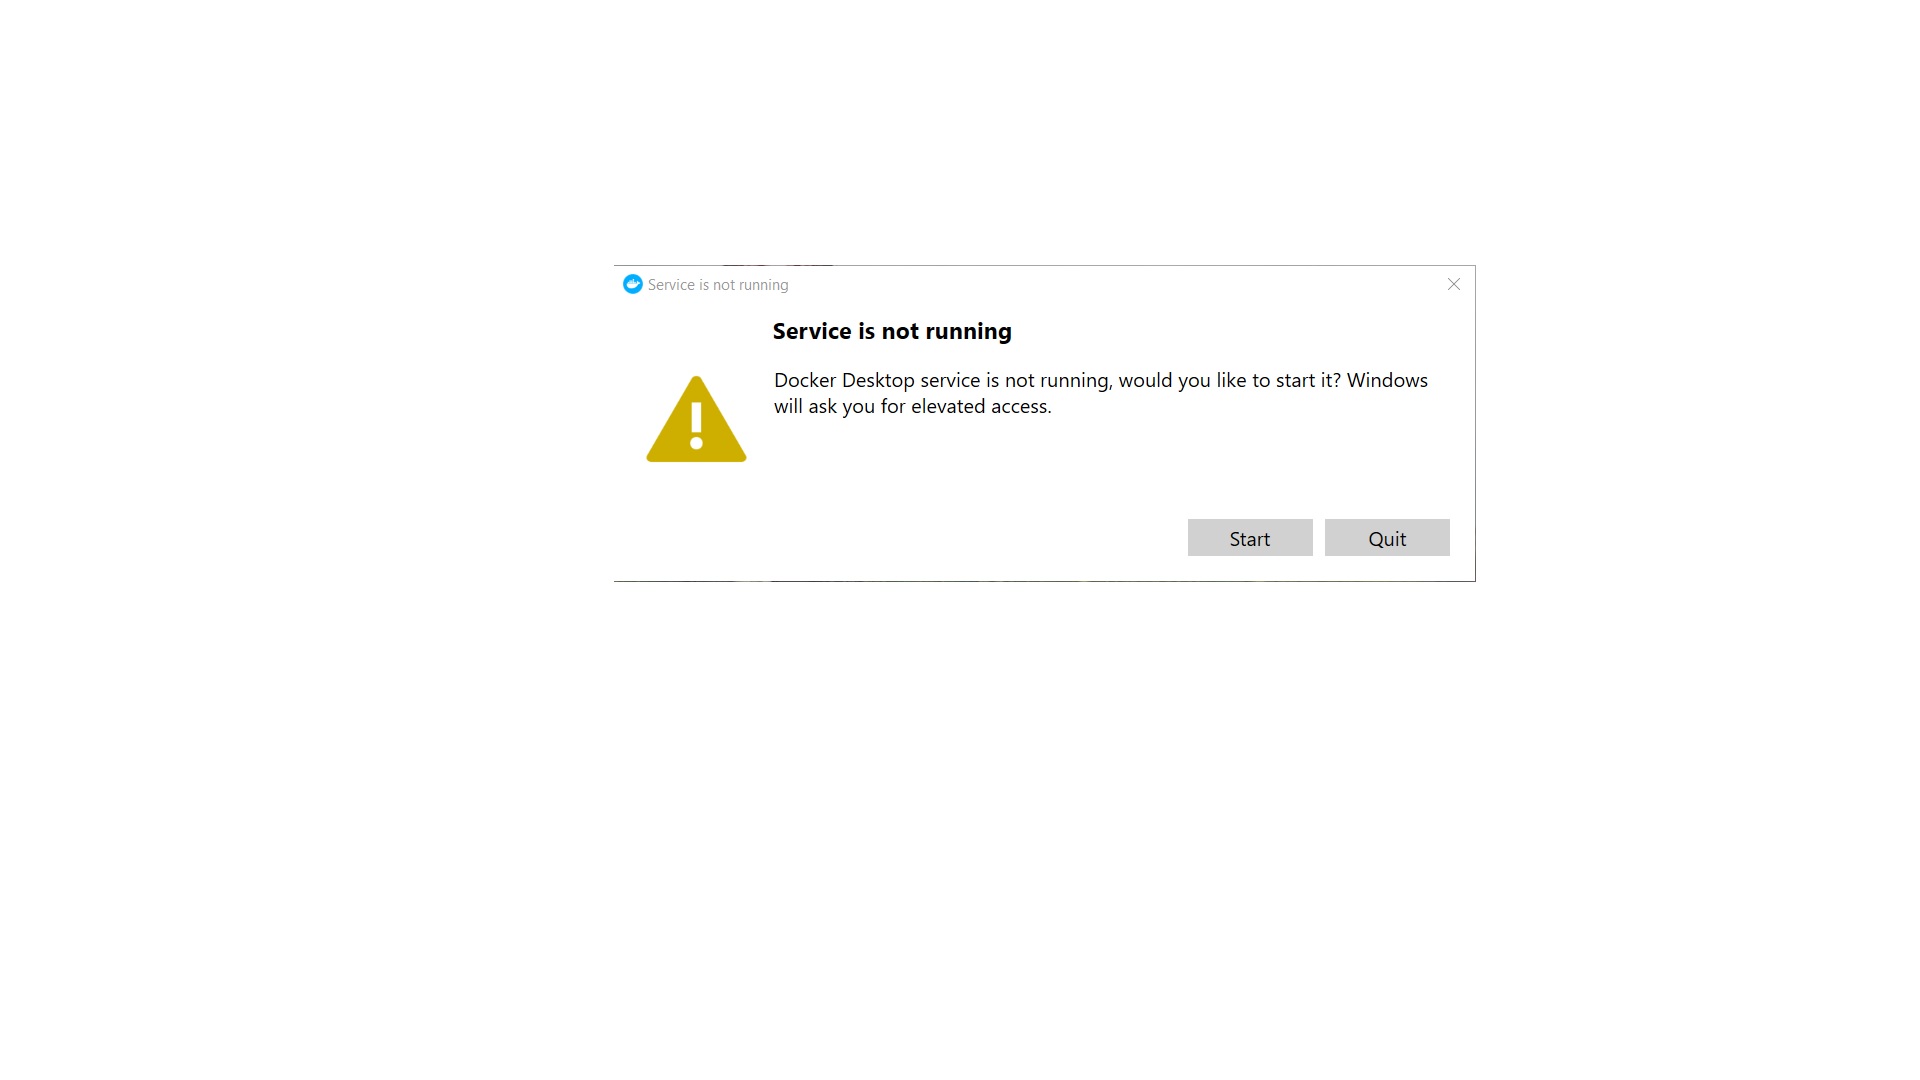 Service is not running
Service is not running
Docker Desktop service is not running, would you like to start it? Windows
will ask you for elevated access.
Start Quit